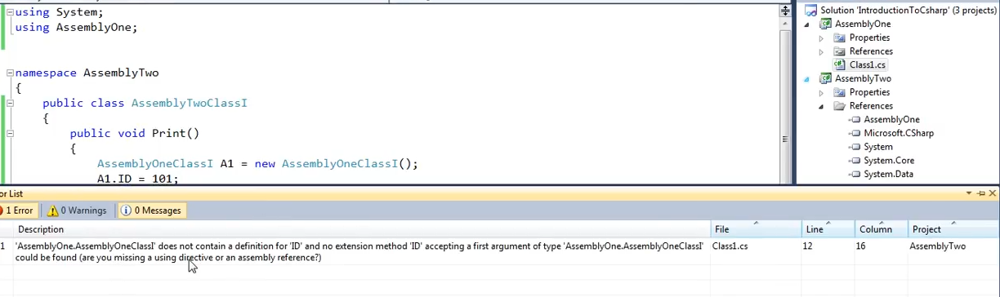 using System;
using AssemblyOne;
namespace AssemblyTwo
{
public class AssemblyTwoClassI
{
public void Print()
{
AssemblyOneClassI A1 = new AssemblyOneClassI();
A1.ID = 101;
Solution 'IntroductionToCsharp' (3 projects)
AssemblyOne
Properties
References
Class1.cs
AssemblyTwo
Properties
References
AssemblyOne
Microsoft.CSharp
System
System.Core
System.Data
or List
1 Error
0 Warnings
0 Messages
Description File Line Column Project
1 'AssemblyOne.AssemblyOneClassI' does not contain a definition for 'ID' and no extension method 'ID' accepting a first argument of type 'AssemblyOne.AssemblyOneClassI' Class1.cs 12 16 AssemblyTwo
could be found (are you missing a using directive or an assembly reference?)